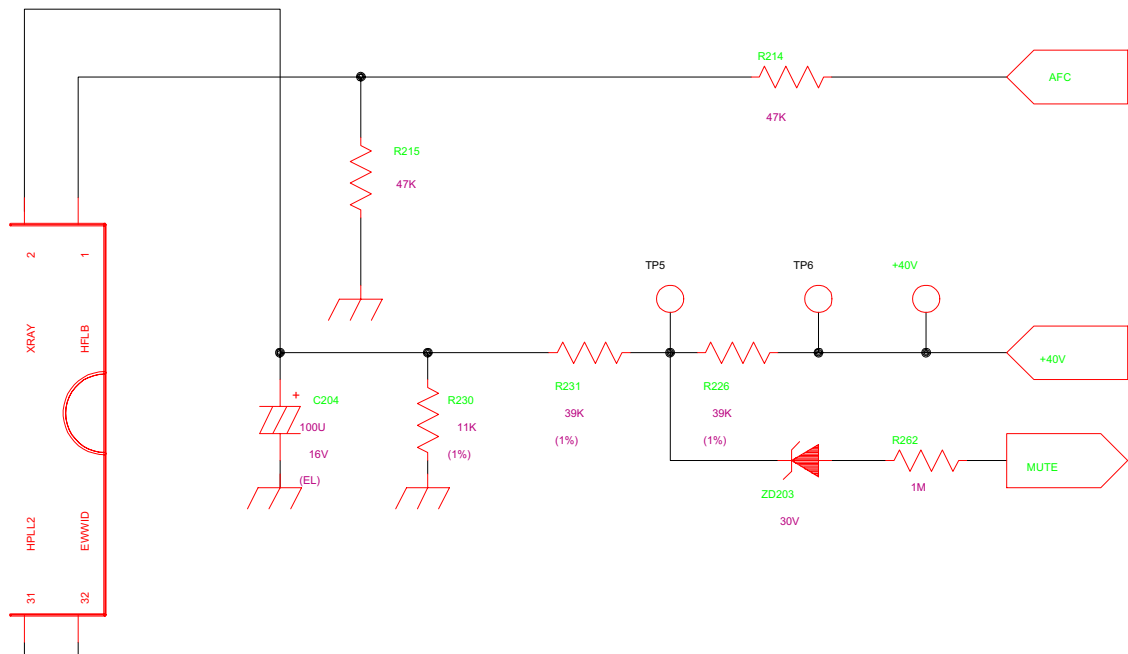 R214
AFC
47K
R215
47K
2
1
XRAY
HFLB
TP5
TP6
+40V
+40V
R231
39K
(1%)
R226
39K
(1%)
+
C204
100U
16V
(EL)
R230
11K
(1%)
R262
1M
MUTE
ZD203
30V
HPLL2
EWWID
31
32